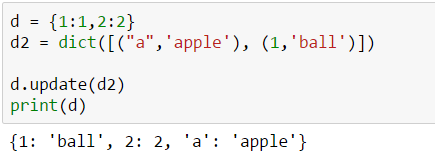 d = {1:1,2:2}
d2 = dict([("a",'apple'), (1,'ball')])
d.update(d2)
print(d)
{1: 'ball', 2: 2, 'a': 'apple'}